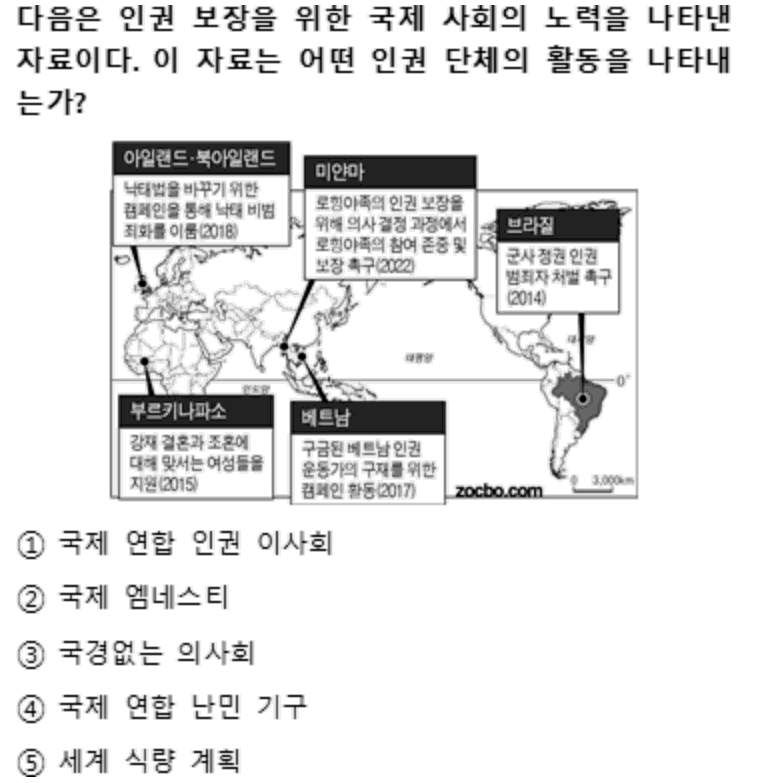 다음은 인권 보장을 위한 국제 사회의 노력을 나타낸
자료이다. 이 자료는 어떤 인권 단체의 활동을 나타내
는가?
아일랜드·북아일랜드
낙태법을 바꾸기 위한
캠페인을 통해 낙태 비범
죄화를 이룸(2018)
미얀마
로힝야족의 인권 보장을
위해 의사 결정 과정에서
로힝야족의 참여 존중 및
보장 촉구(2022)
브라질
군사 정권 인권
범죄자 처벌 촉구
(2014)
대서양
태평양
0°
인도양
부르키나파소
강제 결혼과 조혼에
대해 맞서는 여성들을
지원(2015)
베트남
구금된 베트남 인권
운동가의 구제를 위한
캠페인 활동(2017)
zocbo.com
0 3,000km
① 국제 연합 인권 이사회
② 국제 엠네스티
③ 국경없는 의사회
④ 국제 연합 난민 기구
⑤ 세계 식량 계획